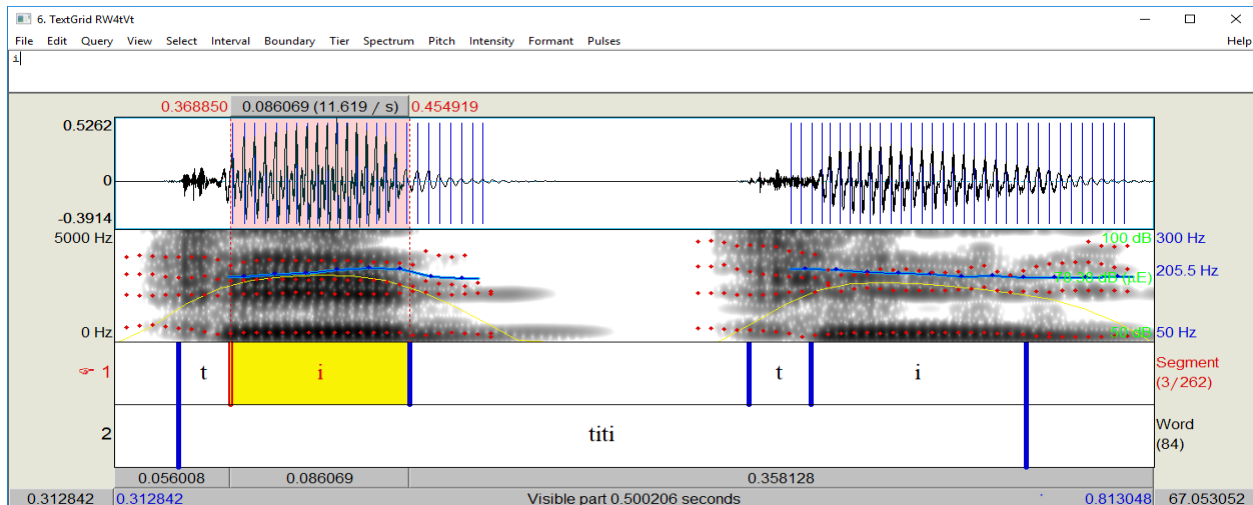 6. TextGrid RW4tVt
File Edit Query View Select Interval Boundary Tier Spectrum Pitch Intensity Formant Pulses Help
i
0.368850 0.086069 (11.619 / s) 0.454919
0.5262
0
-0.3914
5000 Hz 100 dB 300 Hz
205.5 Hz
0 Hz 50 dB 50 Hz
1 t i t i Segment
(3/262)
2 titi Word
(84)
0.056008 0.086069 0.358128
0.312842 0.312842 Visible part 0.500206 seconds 0.813048 67.053052